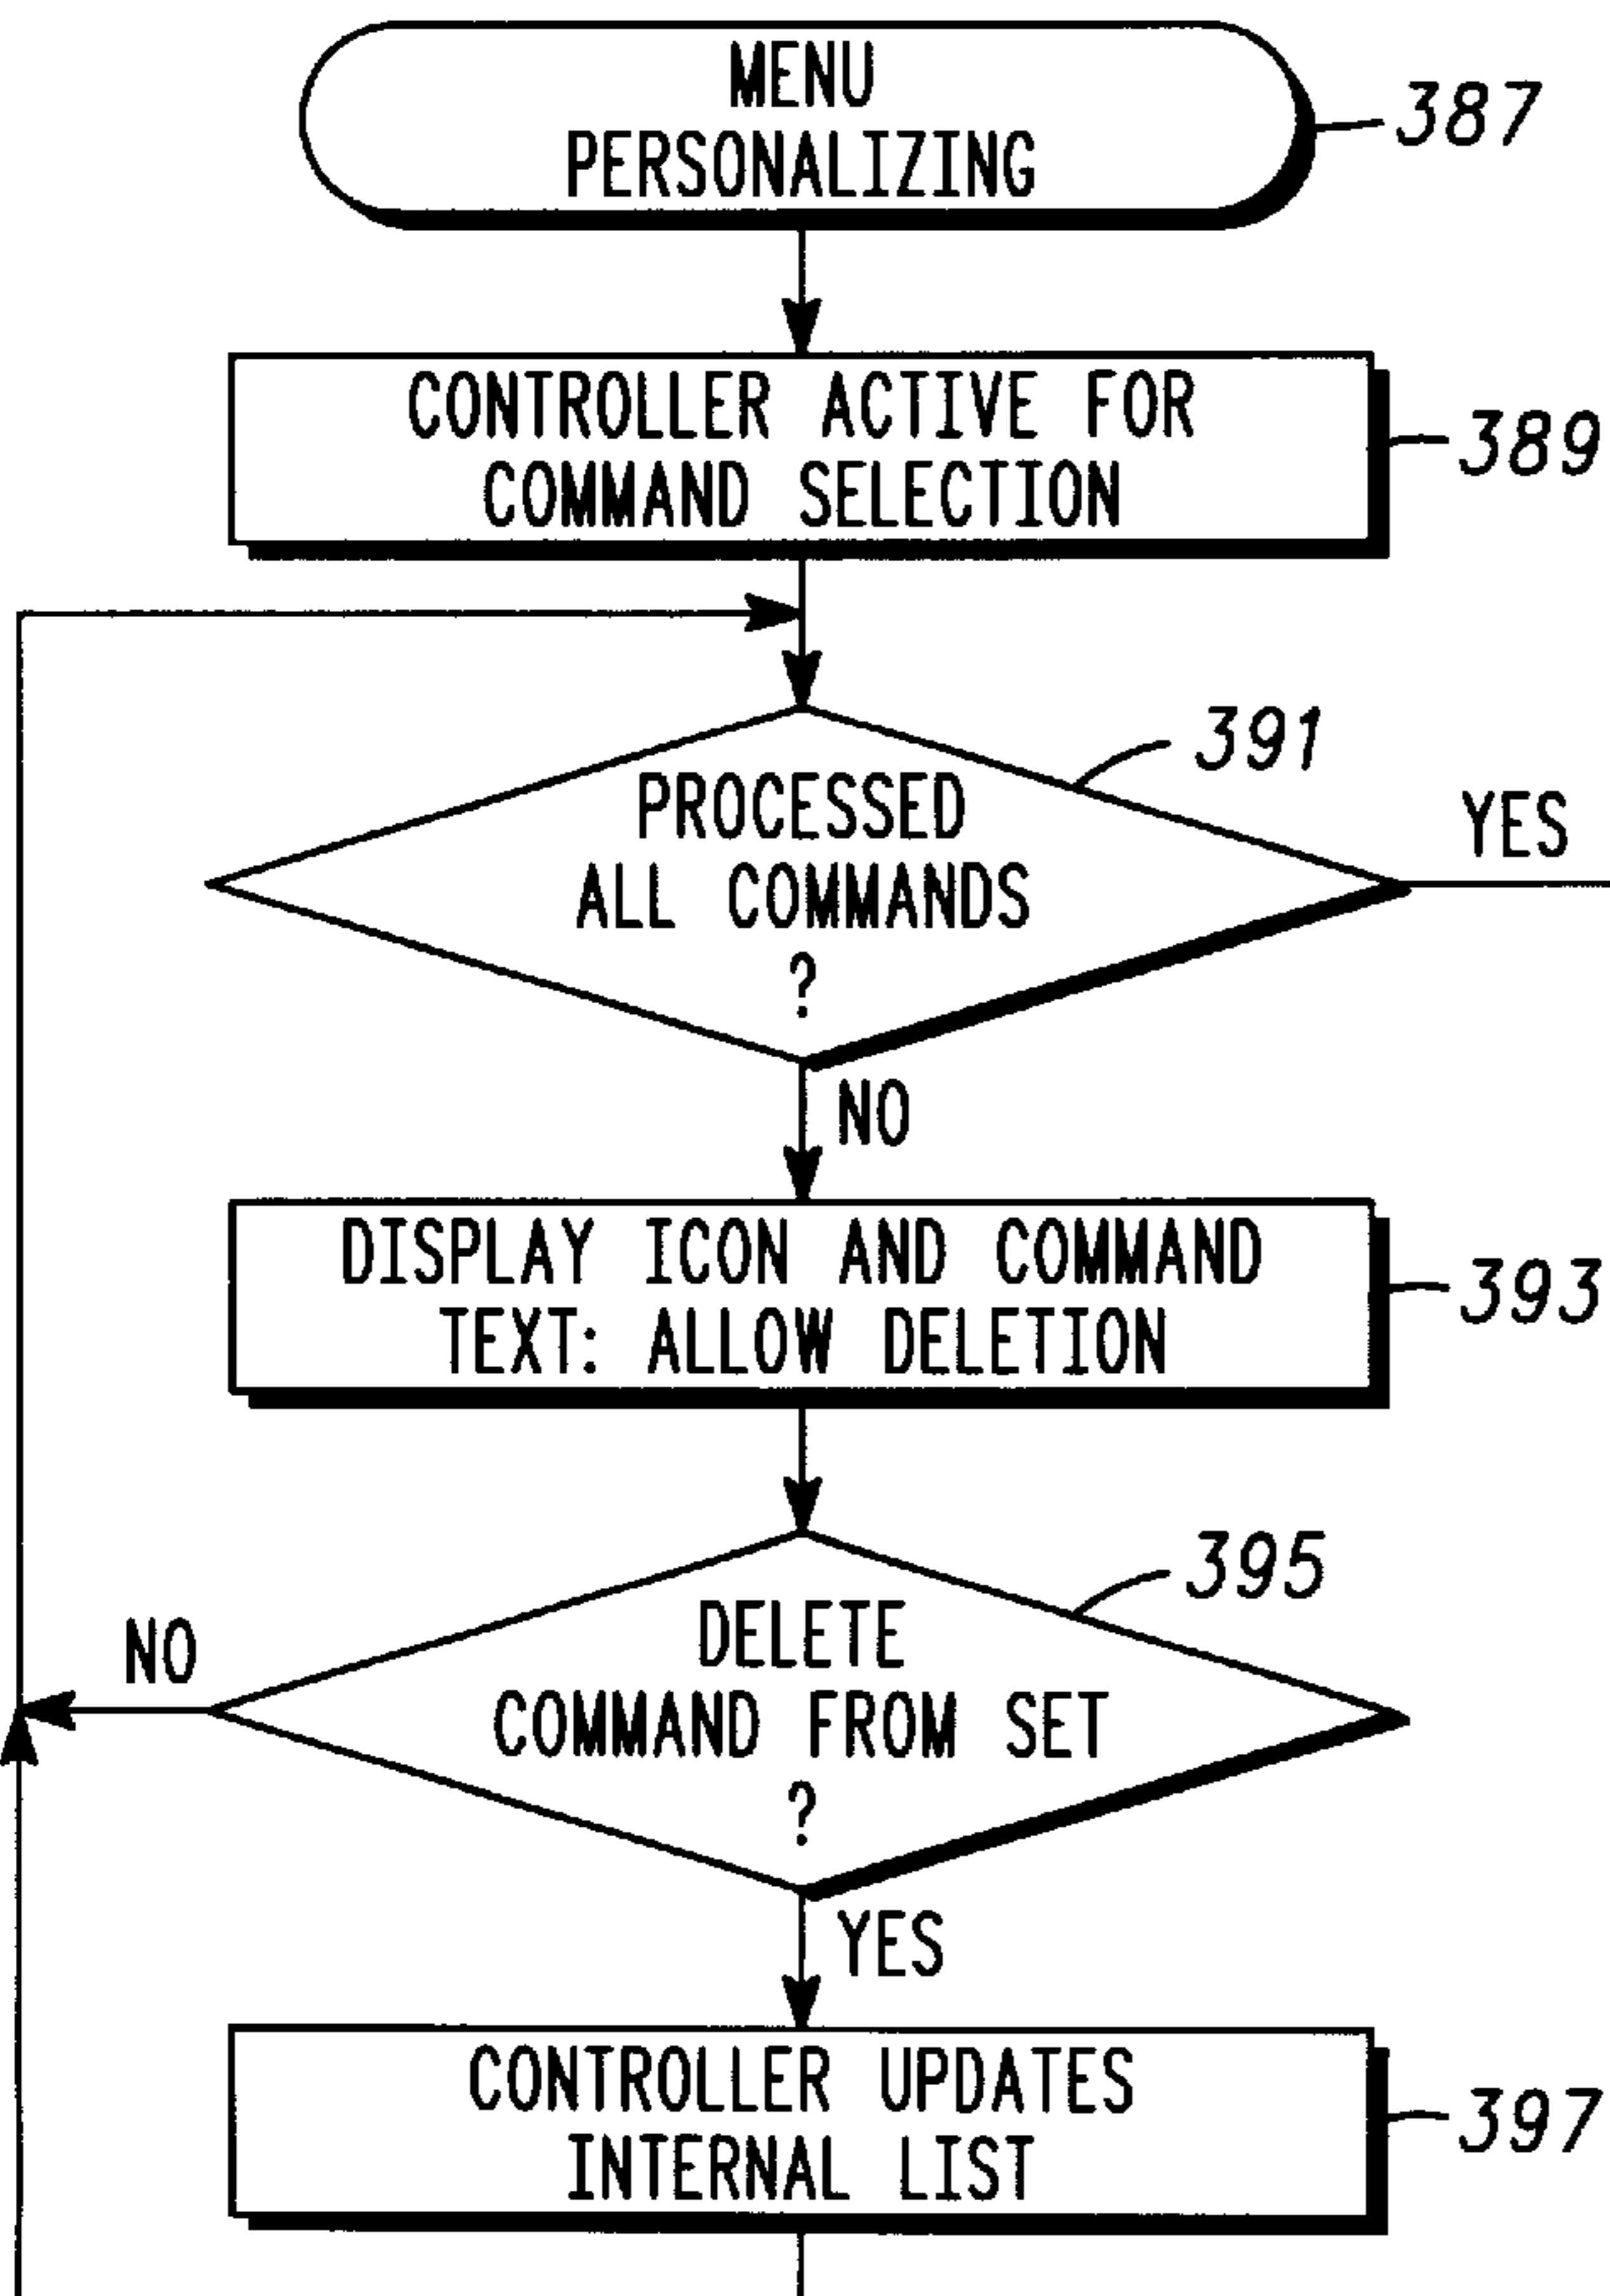 MENU
PERSONALIZING
387
CONTROLLER ACTIVE FOR
COMMAND SELECTION
389
391
PROCESSED
ALL COMMANDS
?
YES
NO
DISPLAY ICON AND COMMAND
TEXT: ALLOW DELETION
393
395
DELETE
COMMAND FROM SET
?
NO
YES
CONTROLLER UPDATES
INTERNAL LIST
397